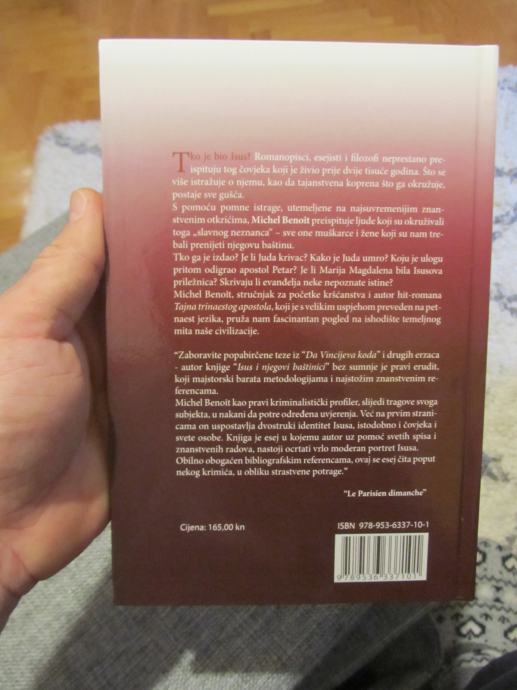 Tko je bio Isus? Romanopisci, esejisti i filozofi neprestano pre-
ispituju tog čovjeka koji je živio prije dvije tisuće godina. Što se
više istražuje o njemu, kao da tajanstvena koprena što ga okružuje,
postaje sve gušća.
S pomoću pomne istrage, utemeljene na najsuvremenijim znan-
stvenim otkrićima, Michel Benoît preispituje ljude koji su okruživali
toga „slavnog neznanca” – sve one muškarce i žene koji su nam tre-
bali prenijeti njegovu baštinu.
Tko ga je izdao? Je li Juda krivac? Kako je Juda umro? Koju je ulogu
pritom odigrao apostol Petar? Je li Marija Magdalena bila Isusova
priležnica? Skrivaju li evanđelja neke nepoznate istine?
Michel Benoît, stručnjak za početke kršćanstva i autor hit-romana
Tajna trinaestog apostola, koji je s velikim uspjehom preveden na pet-
naest jezika, pruža nam fascinantan pogled na ishodište temeljnog
mita naše civilizacije.
“Zaboravite popabirčene teze iz “Da Vincijeva koda” i drugih erzaca
- autor knjige “Isus i njegovi baštinici” bez sumnje je pravi erudit,
koji majstorski barata metodologijama i najstožim znanstvenim re-
ferencama.
Michel Benoît kao pravi kriminalistički profiler, slijedi tragove svoga
subjekta, u nakani da potre određena uvjerenja. Već na prvim strani-
cama on uspostavlja dvostruki identitet Isusa, istodobno i čovjeka i
svete osobe. Knjiga je esej u kojemu autor uz pomoć svetih spisa i
znanstvenih radova, nastoji ocrtati vrlo moderan portret Isusa.
Obilno obogaćen bibliografskim referencama, ovaj se esej čita poput
nekog krimića, u obliku strastvene potrage.”
“Le Parisien dimanche”
Cijena: 165,00 kn
ISBN 978-953-6337-10-1
9789536337101